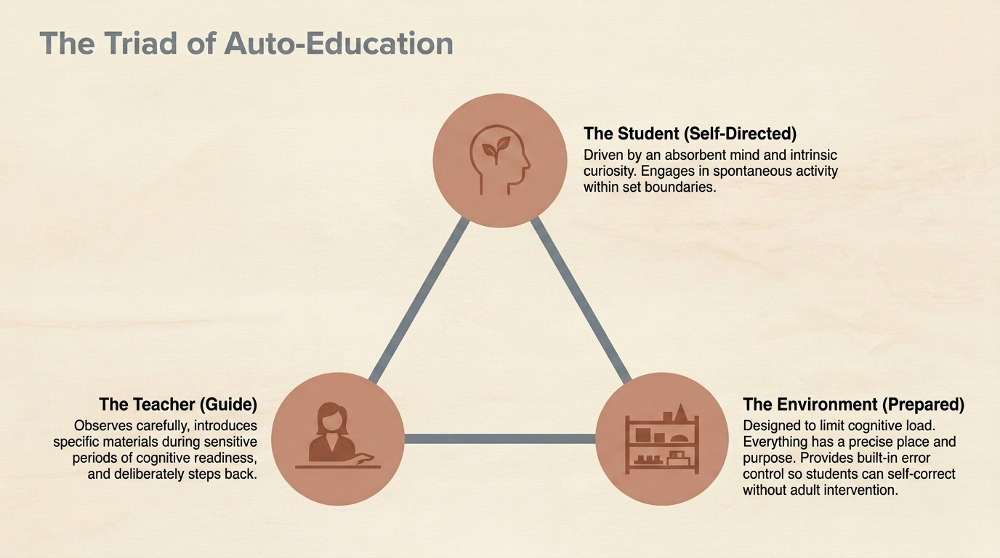 The Triad of Auto-Education
The Student (Self-Directed)
Driven by an absorbent mind and intrinsic
curiosity. Engages in spontaneous activity
within set boundaries.
The Teacher (Guide)
Observes carefully, introduces
specific materials during sensitive
periods of cognitive readiness,
and deliberately steps back.
The Environment (Prepared)
Designed to limit cognitive load.
Everything has a precise place and
purpose. Provides built-in error
control so students can self-correct
without adult intervention.